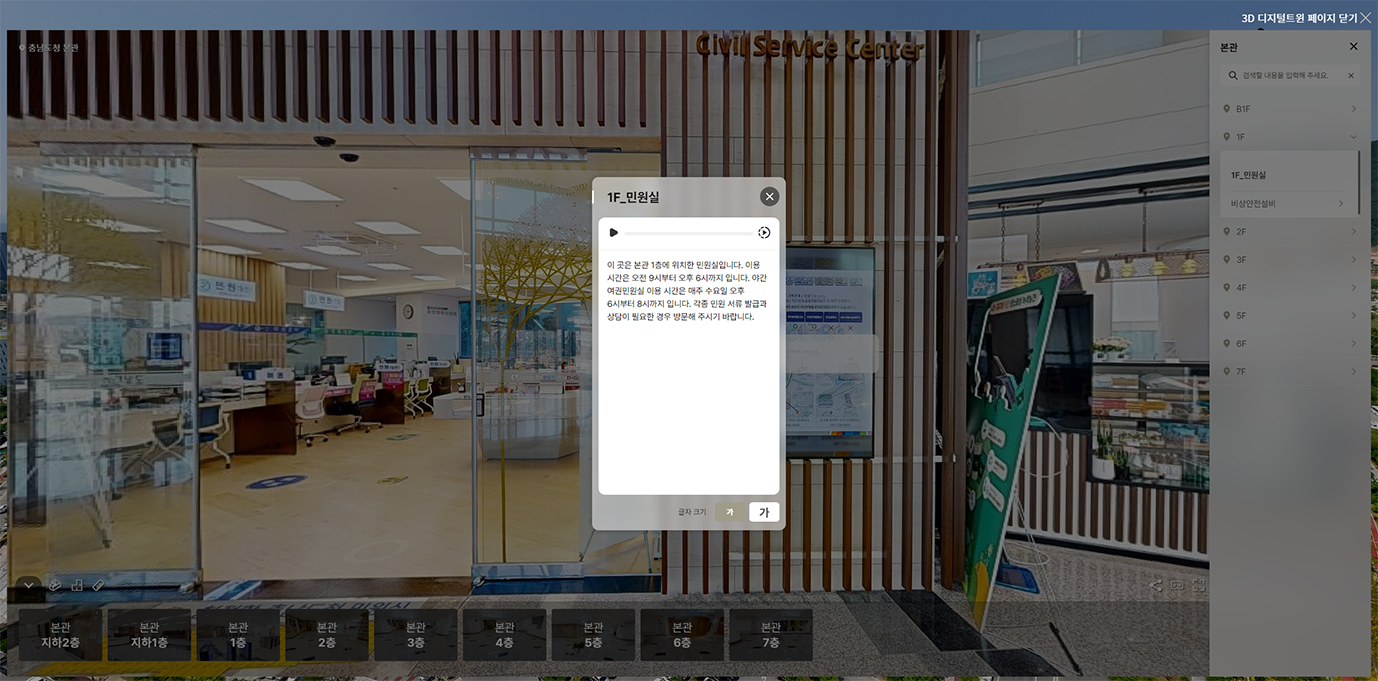 3D 디지털트윈 페이지 닫기
충남도청 본관
Civil Service Center
본관
검색할 내용을 입력해 주세요.
B1F
1F
1F_민원실
비상안전설비
2F
3F
4F
5F
6F
7F
1F_민원실
이 곳은 본관 1층에 위치한 민원실입니다. 이용
시간은 오전 9시부터 오후 6시까지 입니다. 야간
여권민원실 이용 시간은 매주 수요일 오후
6시부터 8시까지 입니다. 각종 민원 서류 발급과
상담이 필요한 경우 방문해 주시기 바랍니다.
글자 크기 가 가
민원
민원
본관
지하2층
본관
지하1층
본관
1층
본관
2층
본관
3층
본관
4층
본관
5층
본관
6층
본관
7층